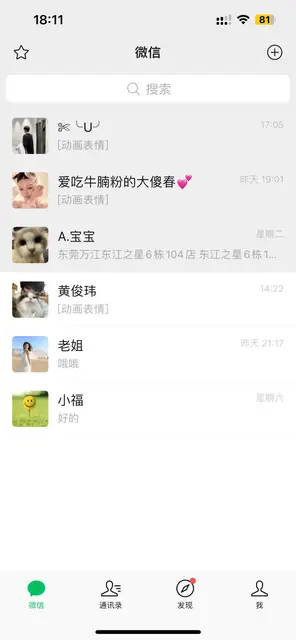 18:11
81
微信
搜索
✄ ╰U╯
17:05
[动画表情]
爱吃牛腩粉的大傻春💕
昨天 19:01
[动画表情]
A.宝宝
星期二
东莞万江东江之星6栋104店 东江之星6栋1...
黄俊玮
14:22
[动画表情]
老姐
昨天 21:17
哦哦
小福
星期六
好的
微信
通讯录
发现
我